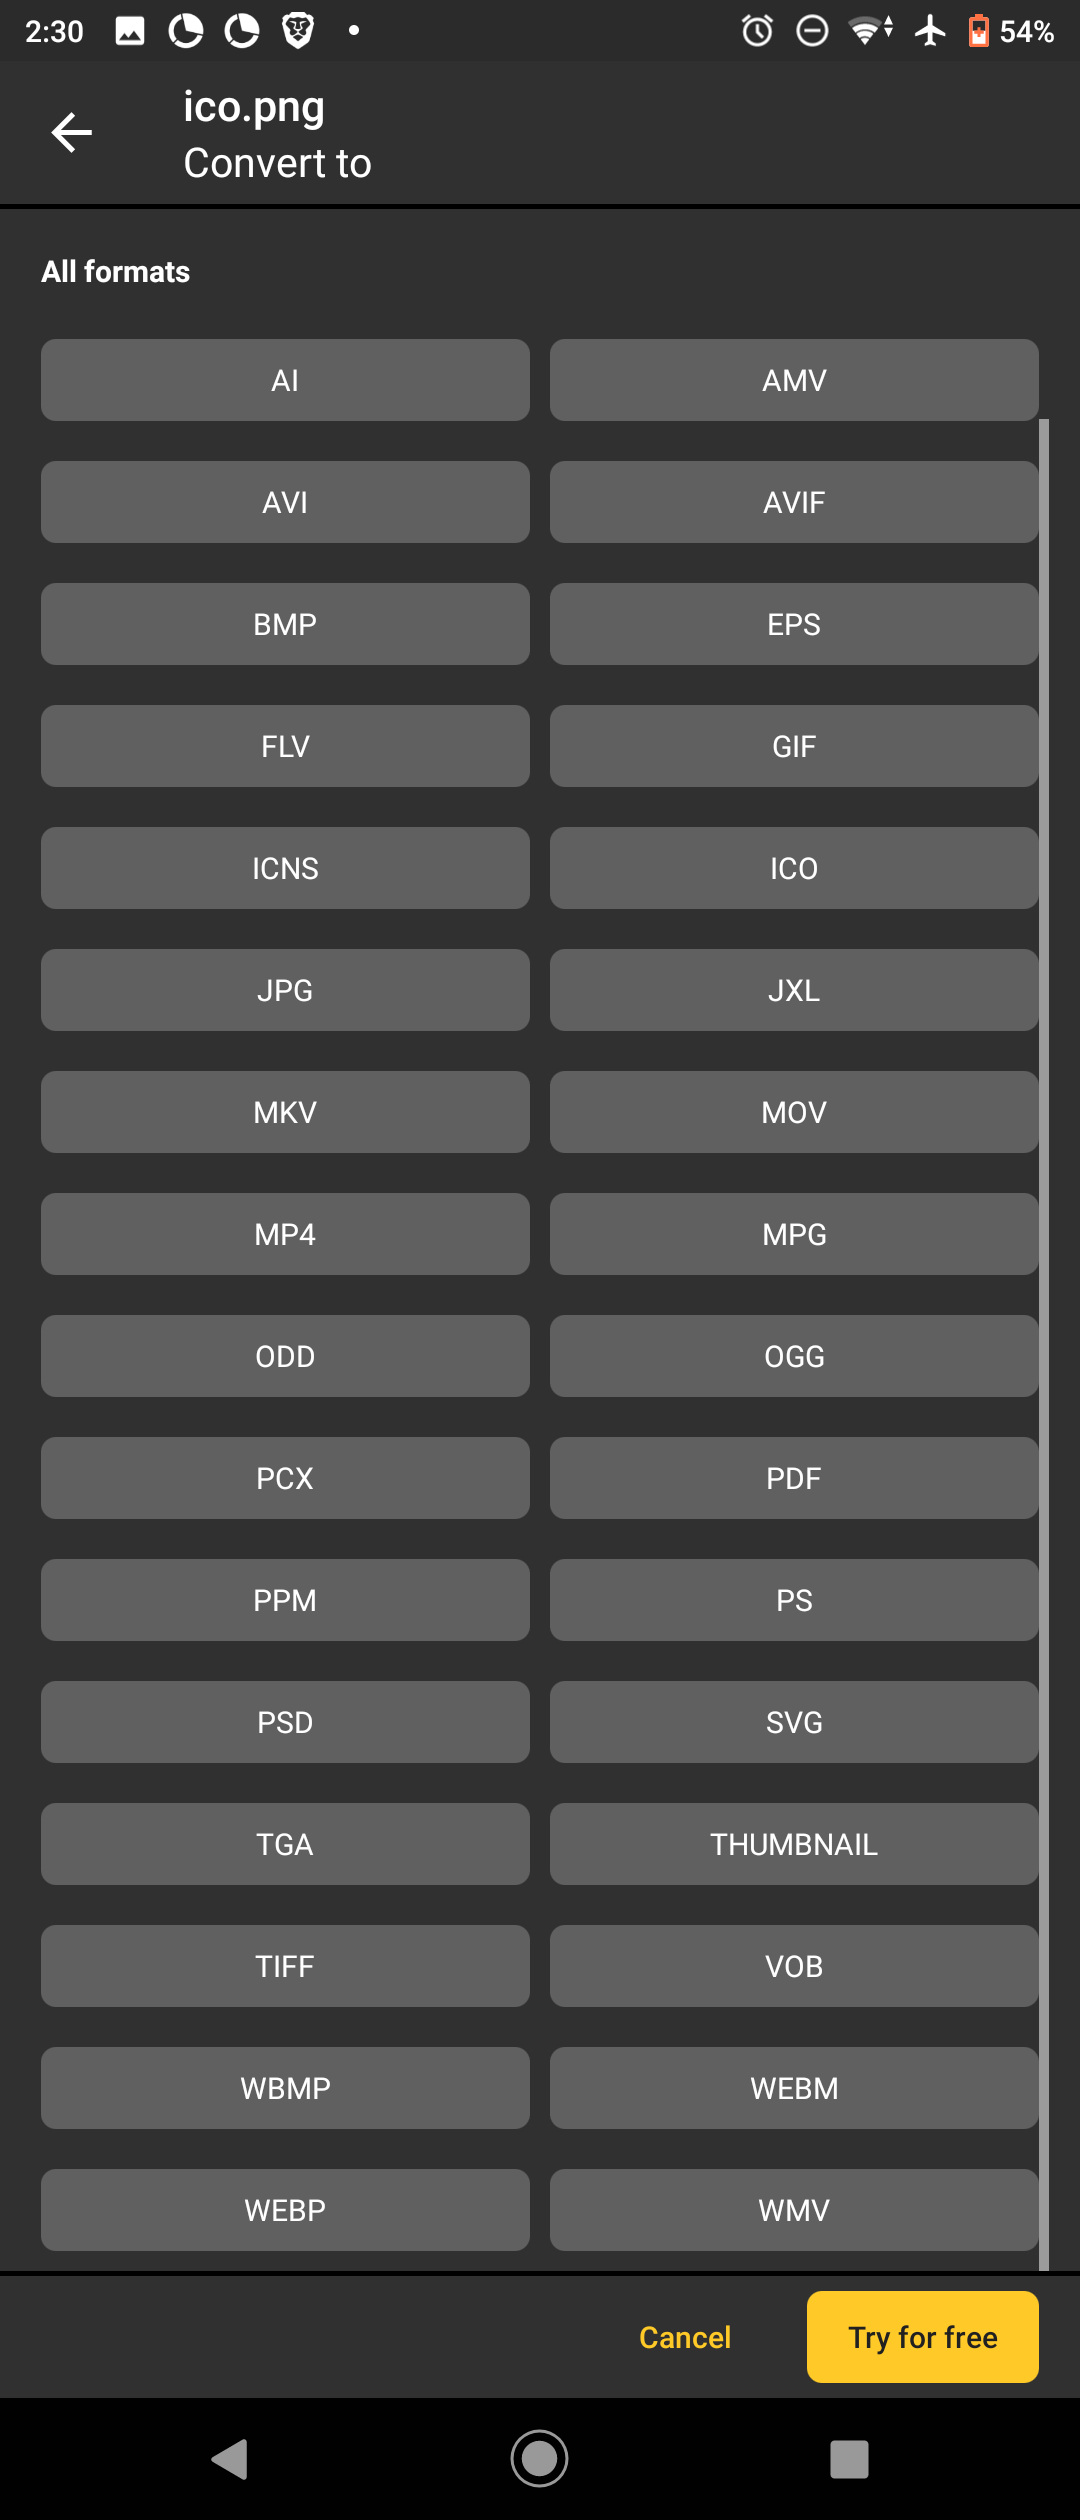 2:30
54%
ico.png
Convert to
All formats
AI
AMV
AVI
AVIF
BMP
EPS
FLV
GIF
ICNS
ICO
JPG
JXL
MKV
MOV
MP4
MPG
ODD
OGG
PCX
PDF
PPM
PS
PSD
SVG
TGA
THUMBNAIL
TIFF
VOB
WBMP
WEBM
WEBP
WMV
Cancel
Try for free